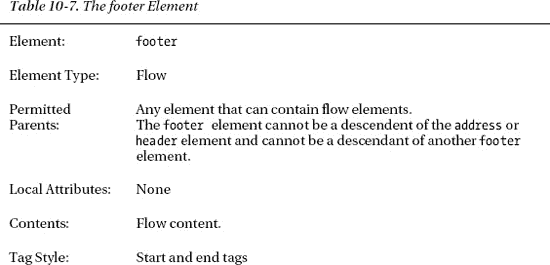 Table 10-7. The footer Element
Element: footer
Element Type: Flow
Permitted Parents: Any element that can contain flow elements.
The footer element cannot be a descendent of the address or
header element and cannot be a descendant of another footer
element.
Local Attributes: None
Contents: Flow content.
Tag Style: Start and end tags